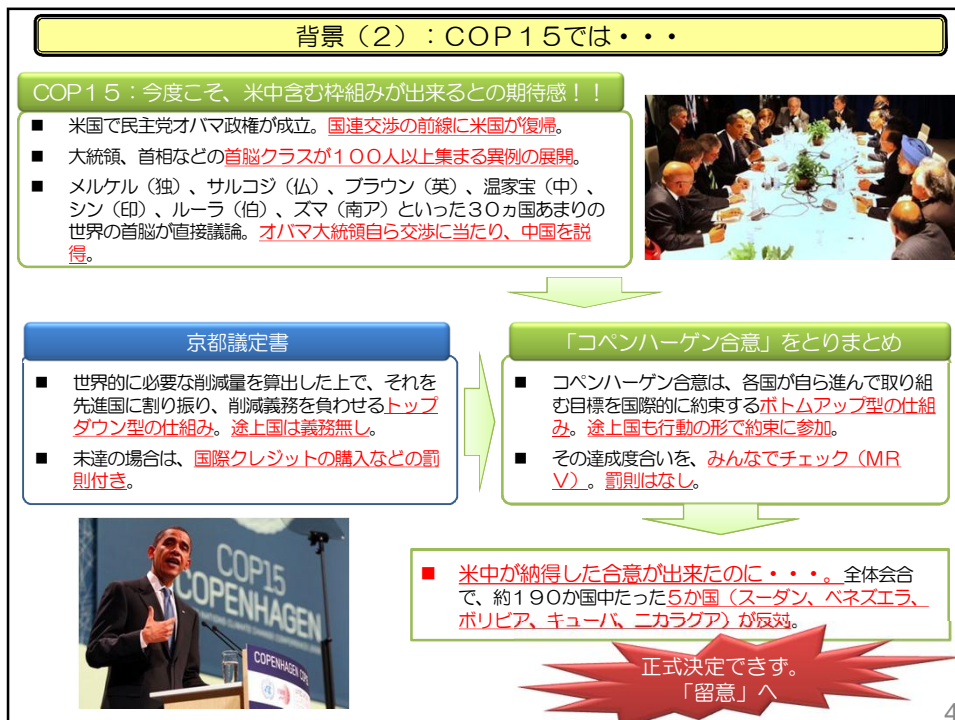 背景（２）：ＣＯＰ１５では・・・
COP１５：今度こそ、米中含む枠組みが出来るとの期待感！！
■ 米国で民主党オバマ政権が成立。国連交渉の前線に米国が復帰。
■ 大統領、首相などの首脳クラスが１００人以上集まる異例の展開。
■ メルケル（独）、サルコジ（仏）、ブラウン（英）、温家宝（中）、
シン（印）、ルーラ（伯）、ズマ（南ア）といった３０ヵ国あまりの
世界の首脳が直接議論。オバマ大統領自ら交渉に当たり、中国を説
得。
京都議定書
■ 世界的に必要な削減量を算出した上で、それを
先進国に割り振り、削減義務を負わせるトップ
ダウン型の仕組み。途上国は義務無し。
■ 未達の場合は、国際クレジットの購入などの罰
則付き。
「コペンハーゲン合意」をとりまとめ
■ コペンハーゲン合意は、各国が自ら進んで取り組
む目標を国際的に約束するボトムアップ型の仕組
み。途上国も行動の形で約束に参加。
■ その達成度合いを、みんなでチェック（MR
V）。罰則はなし。
COP15
COPENHAGEN
COPENHAGEN
■ 米中が納得した合意が出来たのに・・・。全体会合
で、約１９０か国中たった５か国（スーダン、ベネズエラ、
ボリビア、キューバ、ニカラグア）が反対。
正式決定できず。
「留意」へ
4